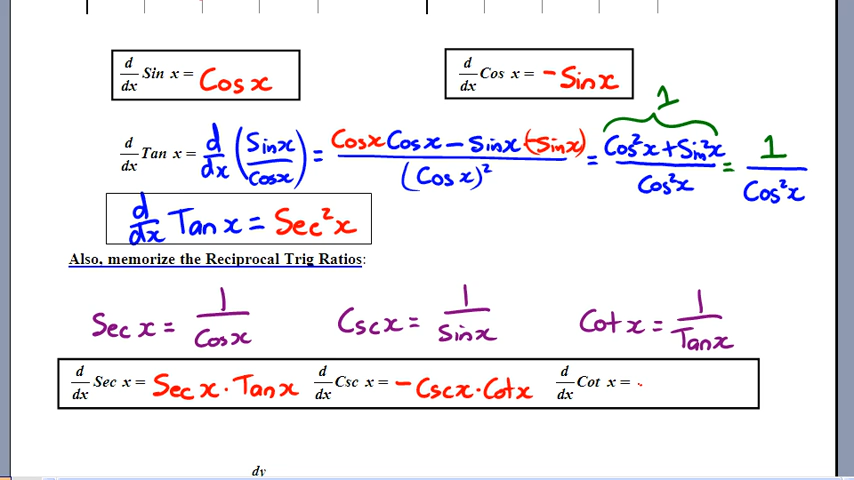 d/dx Sin x = Cos x    d/dx Cos x = -Sin x
1
d/dx Tan x = d/dx (Sin x / Cos x) = (Cos x Cos x - Sin x (-Sin x)) / (Cos x)² = (Cos²x + Sin²x) / Cos²x = 1 / Cos²x
d/dx Tan x = Sec²x
Also, memorize the Reciprocal Trig Ratios:
Sec x = 1 / Cos x    Csc x = 1 / Sin x    Cot x = 1 / Tan x
d/dx Sec x = Sec x · Tan x    d/dx Csc x = -Csc x · Cot x    d/dx Cot x =
dy